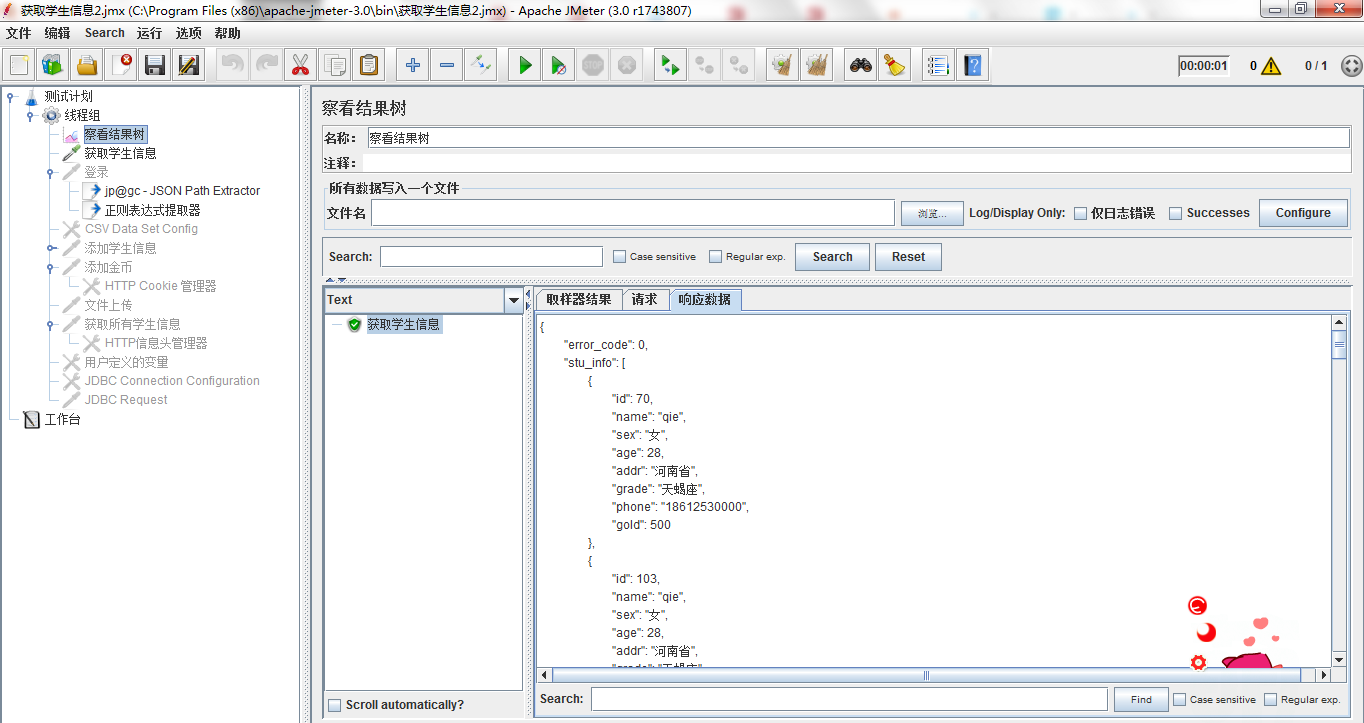 获取学生信息2.jmx (C:\Program Files (x86)\apache-jmeter-3.0\bin\获取学生信息2.jmx) - Apache JMeter (3.0 r1743807)
文件 编辑 Search 运行 选项 帮助
STOP 00:00:01 0 0 / 1
测试计划
线程组
察看结果树
获取学生信息
登录
jp@gc - JSON Path Extractor
正则表达式提取器
CSV Data Set Config
添加学生信息
添加金币
HTTP Cookie 管理器
文件上传
获取所有学生信息
HTTP信息头管理器
用户定义的变量
JDBC Connection Configuration
JDBC Request
工作台
察看结果树
名称： 察看结果树
注释：
所有数据写入一个文件
文件名 浏览... Log/Display Only: 仅日志错误 Successes Configure
Search: Case sensitive Regular exp. Search Reset
Text
获取学生信息
Scroll automatically?
取样器结果 请求 响应数据
{
"error_code": 0,
"stu_info": [
{
"id": 70,
"name": "qie",
"sex": "女",
"age": 28,
"addr": "河南省",
"grade": "天蝎座",
"phone": "18612530000",
"gold": 500
},
{
"id": 103,
"name": "qie",
"sex": "女",
"age": 28,
"addr": "河南省",
"grade": "天蝎座"
Search: Find Case sensitive Regular exp.